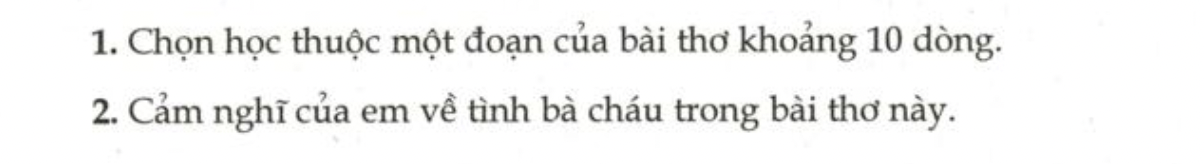 1. Chọn học thuộc một đoạn của bài thơ khoảng 10 dòng.
2. Cảm nghĩ của em về tình bà cháu trong bài thơ này.